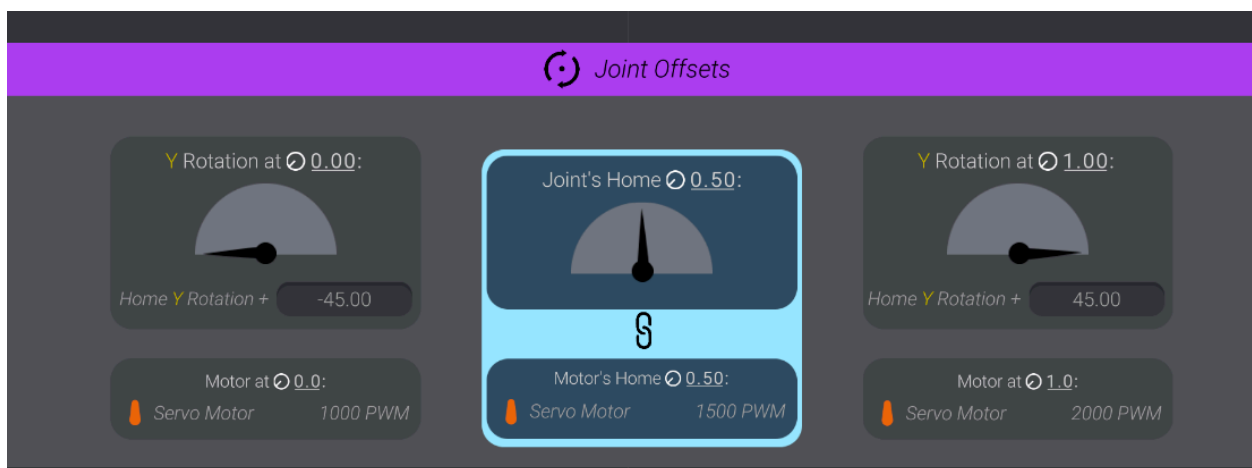 Joint Offsets
Y Rotation at 0.00:
Home Y Rotation + -45.00
Motor at 0.0:
Servo Motor 1000 PWM
Joint's Home 0.50:
Motor's Home 0.50:
Servo Motor 1500 PWM
Y Rotation at 1.00:
Home Y Rotation + 45.00
Motor at 1.0:
Servo Motor 2000 PWM